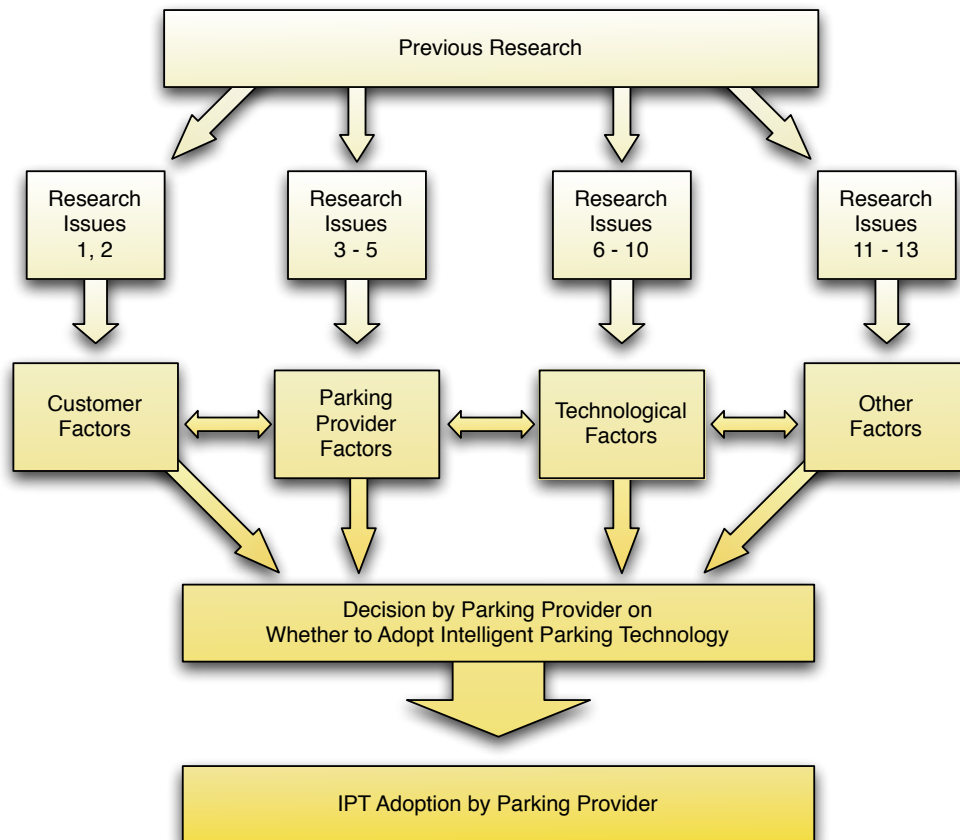 Previous Research
Research
Issues
1, 2
Research
Issues
3 - 5
Research
Issues
6 - 10
Research
Issues
11 - 13
Customer
Factors
Parking
Provider
Factors
Technological
Factors
Other
Factors
Decision by Parking Provider on
Whether to Adopt Intelligent Parking Technology
IPT Adoption by Parking Provider